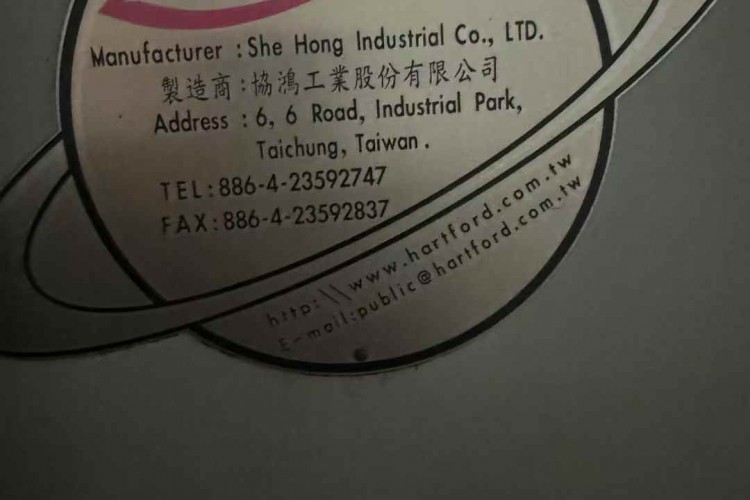 Manufacturer : She Hong Industrial Co., LTD.
製造商：協鴻工業股份有限公司
Address : 6, 6 Road, Industrial Park,
Taichung, Taiwan .
TEL:886-4-23592747
FAX:886-4-23592837
http:\\www.hartford.com.tw
E-mail:public@hartford.com.tw